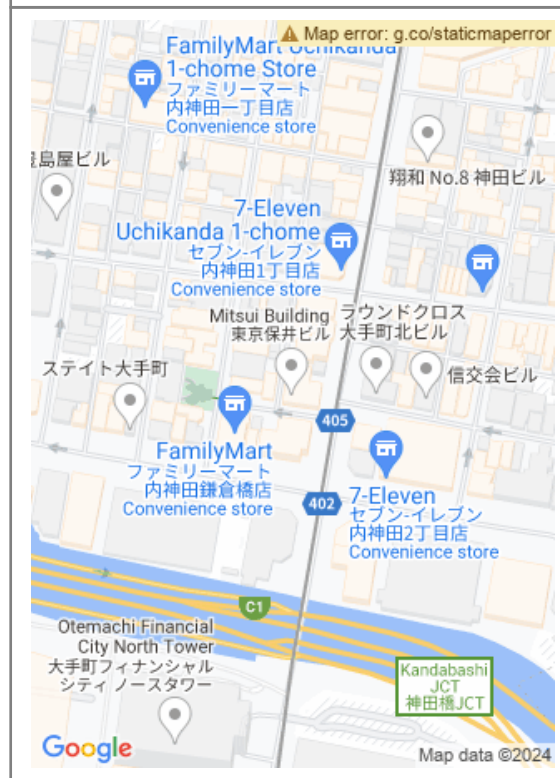 Map error: g.co/staticmaperror
FamilyMart Uchikanda
1-chome Store
ファミリーマート
内神田一丁目店
Convenience store
翔和 No.8 神田ビル
豊島屋ビル
7-Eleven
Uchikanda 1-chome
セブン-イレブン
内神田1丁目店
Convenience store
Mitsui Building
東京保井ビル
ラウンドクロス
大手町北ビル
ステイト大手町
信交会ビル
405
FamilyMart
ファミリーマート
内神田鎌倉橋店
Convenience store
402
7-Eleven
セブン-イレブン
内神田2丁目店
Convenience store
C1
Otemachi Financial
City North Tower
大手町フィナンシャル
シティ ノースタワー
Kandabashi
JCT
神田橋JCT
Google
Map data ©2024